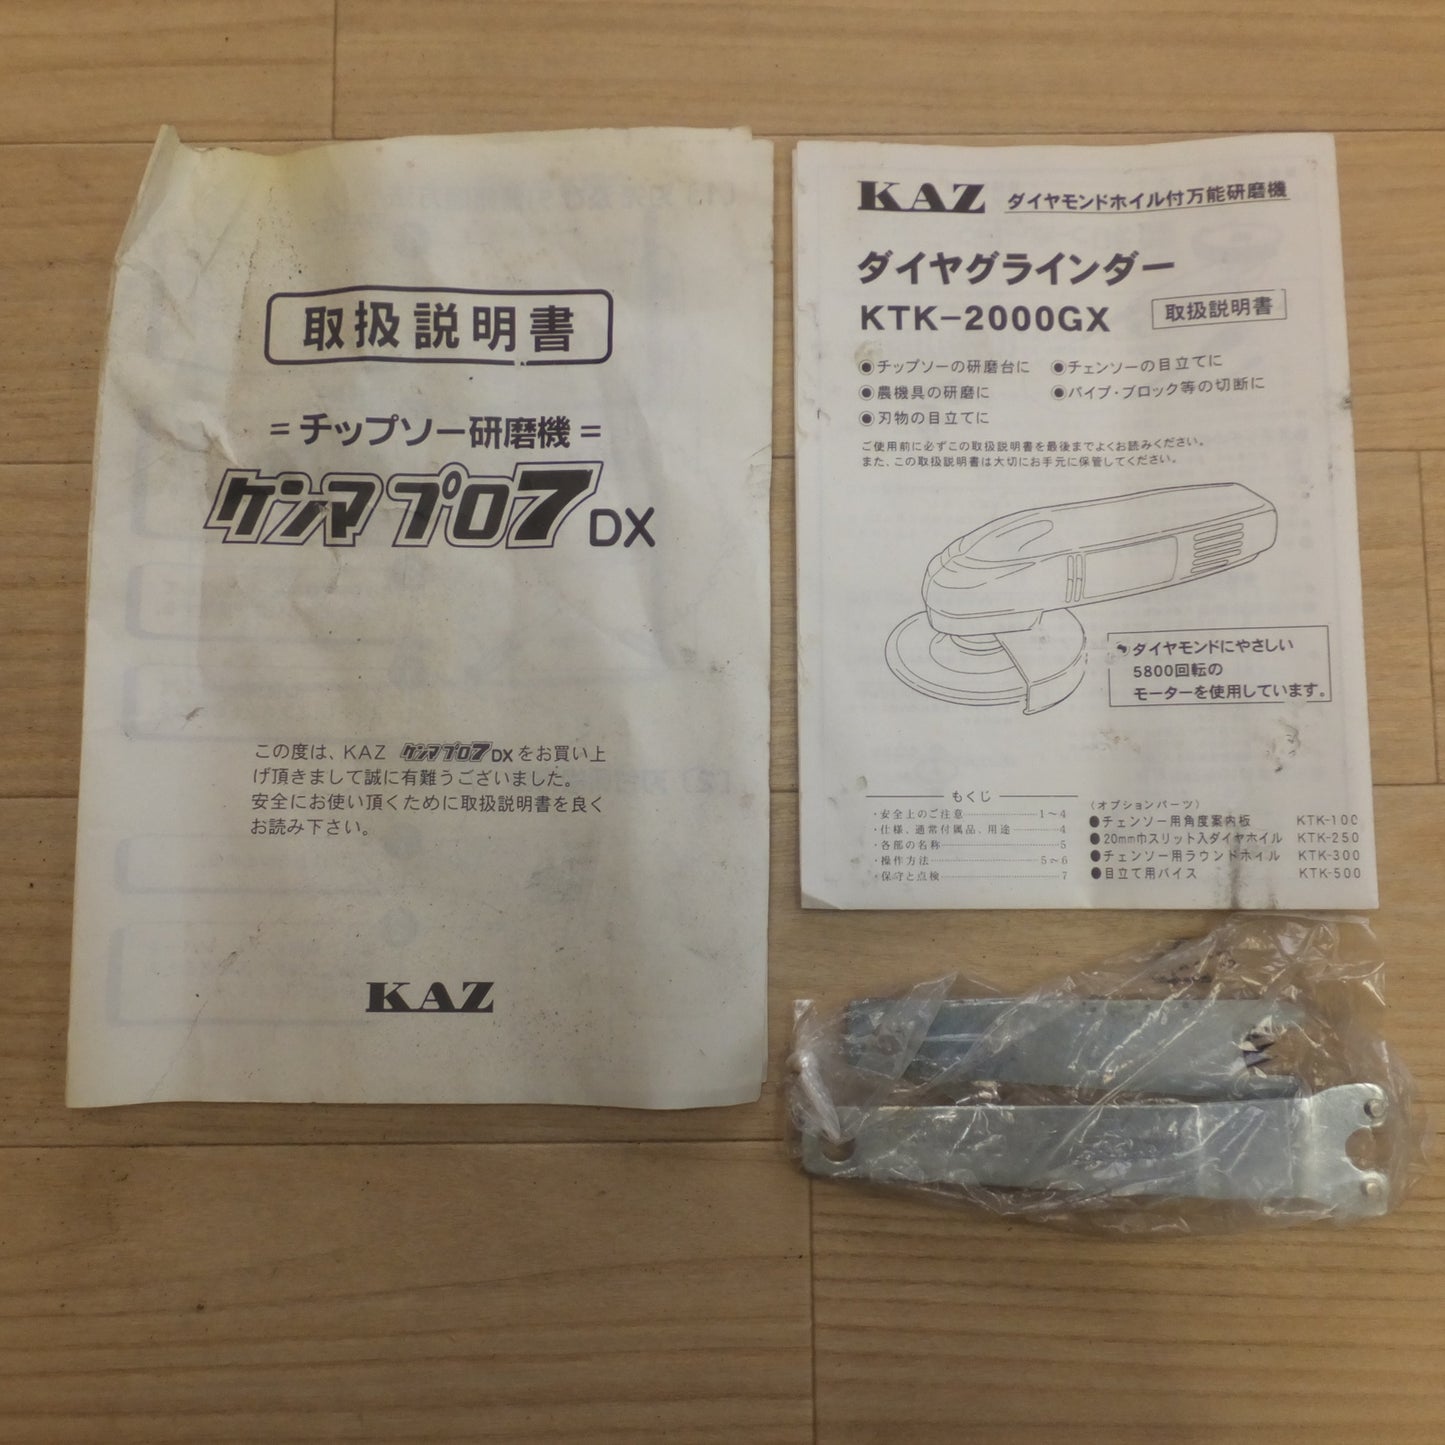 取扱説明書
=チップソー研磨機=
ケンマプロ7DX
この度は、KAZ ケンマプロ7DXをお買い上
げ頂きまして誠に有難うございました。
安全にお使い頂くために取扱説明書を良く
お読み下さい。
KAZ
KAZ ダイヤモンドホイル付万能研磨機
ダイヤグラインダー
KTK-2000GX 取扱説明書
◉チップソーの研磨台に ◉チェンソーの目立てに
◉農機具の研磨に ◉パイプ・ブロック等の切断に
◉刃物の目立てに
ご使用前に必ずこの取扱説明書を最後までよくお読みください。
また、この取扱説明書は大切にお手元に保管してください。
ダイヤモンドにやさしい
5800回転の
モーターを使用しています。
もくじ
・安全上のご注意…………1~4
・仕様、通常付属品、用途…………4
・各部の名称…………5
・操作方法…………5~6
・保守と点検…………7
〈オプションパーツ〉
●チェンソー用角度案内板 KTK-100
●20mm巾スリット入ダイヤホイル KTK-250
●チェンソー用ラウンドホイル KTK-300
●目立て用バイス KTK-500